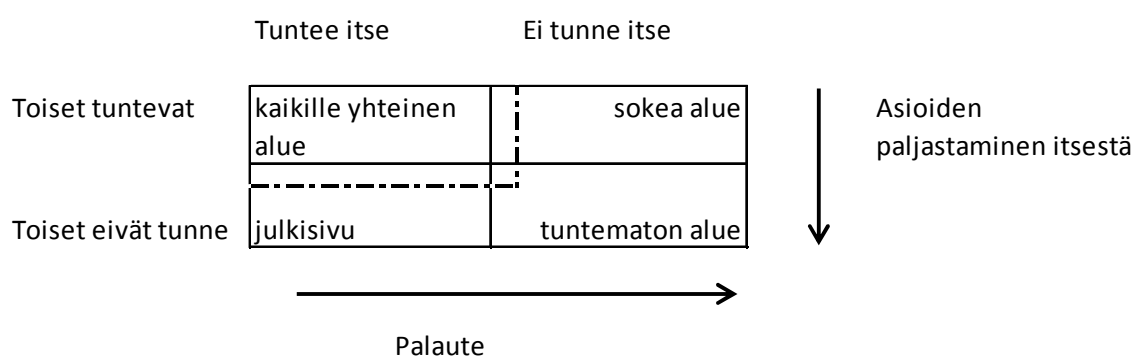 Tuntee itse Ei tunne itse
Toiset tuntevat kaikille yhteinen sokea alue Asioiden
alue paljastaminen itsestä
Toiset eivät tunne julkisivu tuntematon alue
Palaute